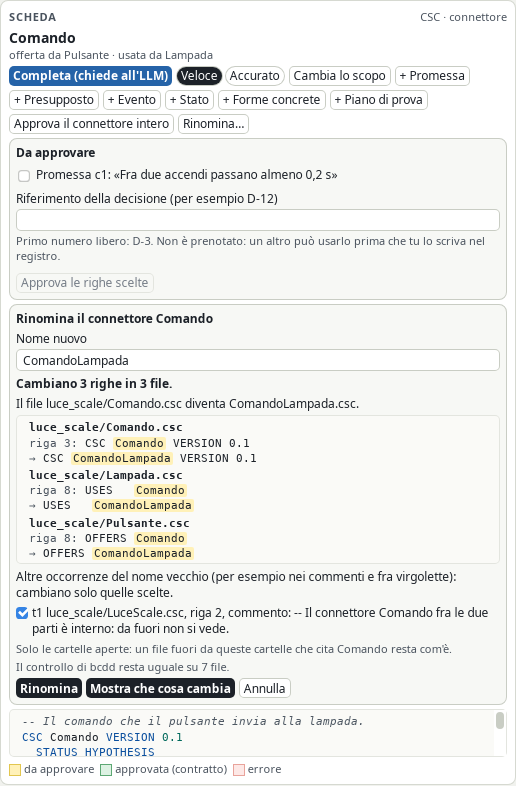 SCHEDA
CSC · connettore
Comando
offerta da Pulsante · usata da Lampada
Completa (chiede all'LLM) Veloce Accurato Cambia lo scopo + Promessa
+ Presupposto + Evento + Stato + Forme concrete + Piano di prova
Approva il connettore intero Rinomina...
Da approvare
Promessa c1: «Fra due accendi passano almeno 0,2 s»
Riferimento della decisione (per esempio D-12)
Primo numero libero: D-3. Non è prenotato: un altro può usarlo prima che tu lo scriva nel
registro.
Approva le righe scelte
Rinomina il connettore Comando
Nome nuovo
ComandoLampada
Cambiano 3 righe in 3 file.
Il file luce_scale/Comando.csc diventa ComandoLampada.csc.
luce_scale/Comando.csc
riga 3: CSC Comando VERSION 0.1
→ CSC ComandoLampada VERSION 0.1
luce_scale/Lampada.csc
riga 8: USES Comando
→ USES ComandoLampada
luce_scale/Pulsante.csc
riga 8: OFFERS Comando
→ OFFERS ComandoLampada
Altre occorrenze del nome vecchio (per esempio nei commenti e fra virgolette):
cambiano solo quelle scelte.
t1 luce_scale/LuceScale.csc, riga 2, commento: -- Il connettore Comando fra le due
parti è interno: da fuori non si vede.
Solo le cartelle aperte: un file fuori da queste cartelle che cita Comando resta com'è.
Il controllo di bcdd resta uguale su 7 file.
Rinomina Mostra che cosa cambia Annulla
-- Il comando che il pulsante invia alla lampada.
CSC Comando VERSION 0.1
STATUS HYPOTHESIS
da approvare approvata (contratto) errore